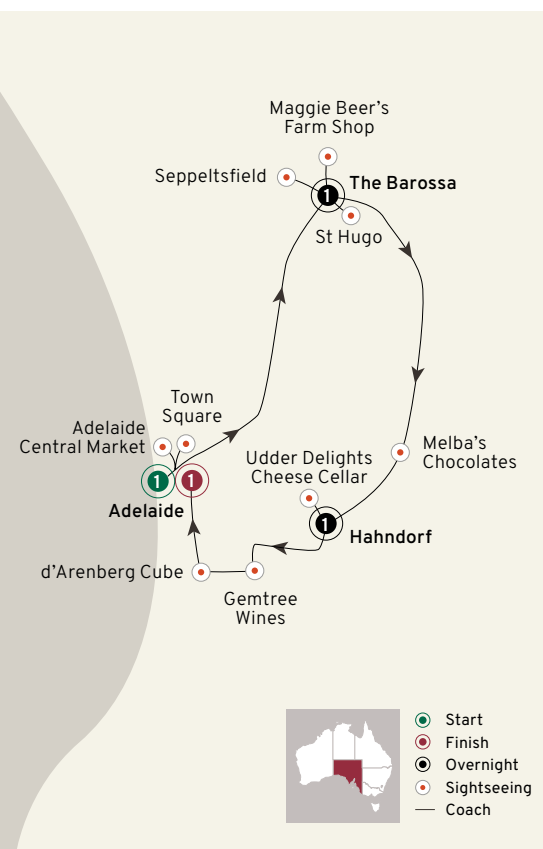 Maggie Beer's
Farm Shop
Seppeltsfield
1
The Barossa
St Hugo
Town
Square
Adelaide
Central Market
Melba's
Chocolates
Udder Delights
Cheese Cellar
1
1
Adelaide
1
Hahndorf
d'Arenberg Cube
Gemtree
Wines
Start
Finish
Overnight
Sightseeing
Coach